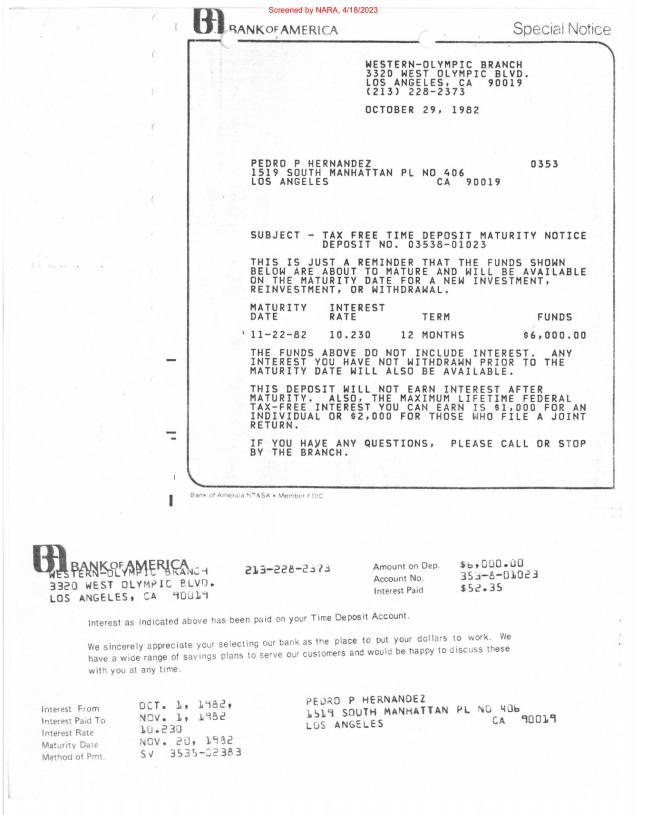 Screened by NARA, 4/18/2023
BANK OF AMERICA
Special Notice
WESTERN-OLYMPIC BRANCH
3320 WEST OLYMPIC BLVD.
LOS ANGELES, CA 90019
(213) 228-2373
OCTOBER 29, 1982
PEDRO P HERNANDEZ 0353
1519 SOUTH MANHATTAN PL NO 406
LOS ANGELES CA 90019
SUBJECT - TAX FREE TIME DEPOSIT MATURITY NOTICE
DEPOSIT NO. 03538-01023
THIS IS JUST A REMINDER THAT THE FUNDS SHOWN
BELOW ARE ABOUT TO MATURE AND WILL BE AVAILABLE
ON THE MATURITY DATE FOR A NEW INVESTMENT,
REINVESTMENT, OR WITHDRAWAL.
MATURITY INTEREST
DATE RATE TERM FUNDS
11-22-82 10.230 12 MONTHS $6,000.00
THE FUNDS ABOVE DO NOT INCLUDE INTEREST. ANY
INTEREST YOU HAVE NOT WITHDRAWN PRIOR TO THE
MATURITY DATE WILL ALSO BE AVAILABLE.
THIS DEPOSIT WILL NOT EARN INTEREST AFTER
MATURITY. ALSO, THE MAXIMUM LIFETIME FEDERAL
TAX-FREE INTEREST YOU CAN EARN IS $1,000 FOR AN
INDIVIDUAL OR $2,000 FOR THOSE WHO FILE A JOINT
RETURN.
IF YOU HAVE ANY QUESTIONS, PLEASE CALL OR STOP
BY THE BRANCH.
Bank of America NT&SA • Member FDIC
BANK OF AMERICA
WESTERN-OLYMPIC BRANCH 213-228-2373 Amount on Dep. $6,000.00
3320 WEST OLYMPIC BLVD. Account No. 353-8-01023
LOS ANGELES, CA 90019 Interest Paid $52.35
Interest as indicated above has been paid on your Time Deposit Account.
We sincerely appreciate your selecting our bank as the place to put your dollars to work. We
have a wide range of savings plans to serve our customers and would be happy to discuss these
with you at any time.
Interest From OCT. 1, 1982,
Interest Paid To NOV. 1, 1982
Interest Rate 10.230
Maturity Date NOV. 20, 1982
Method of Pmt. SV 3535-02383
PEDRO P HERNANDEZ
1519 SOUTH MANHATTAN PL NO 406
LOS ANGELES CA 90019